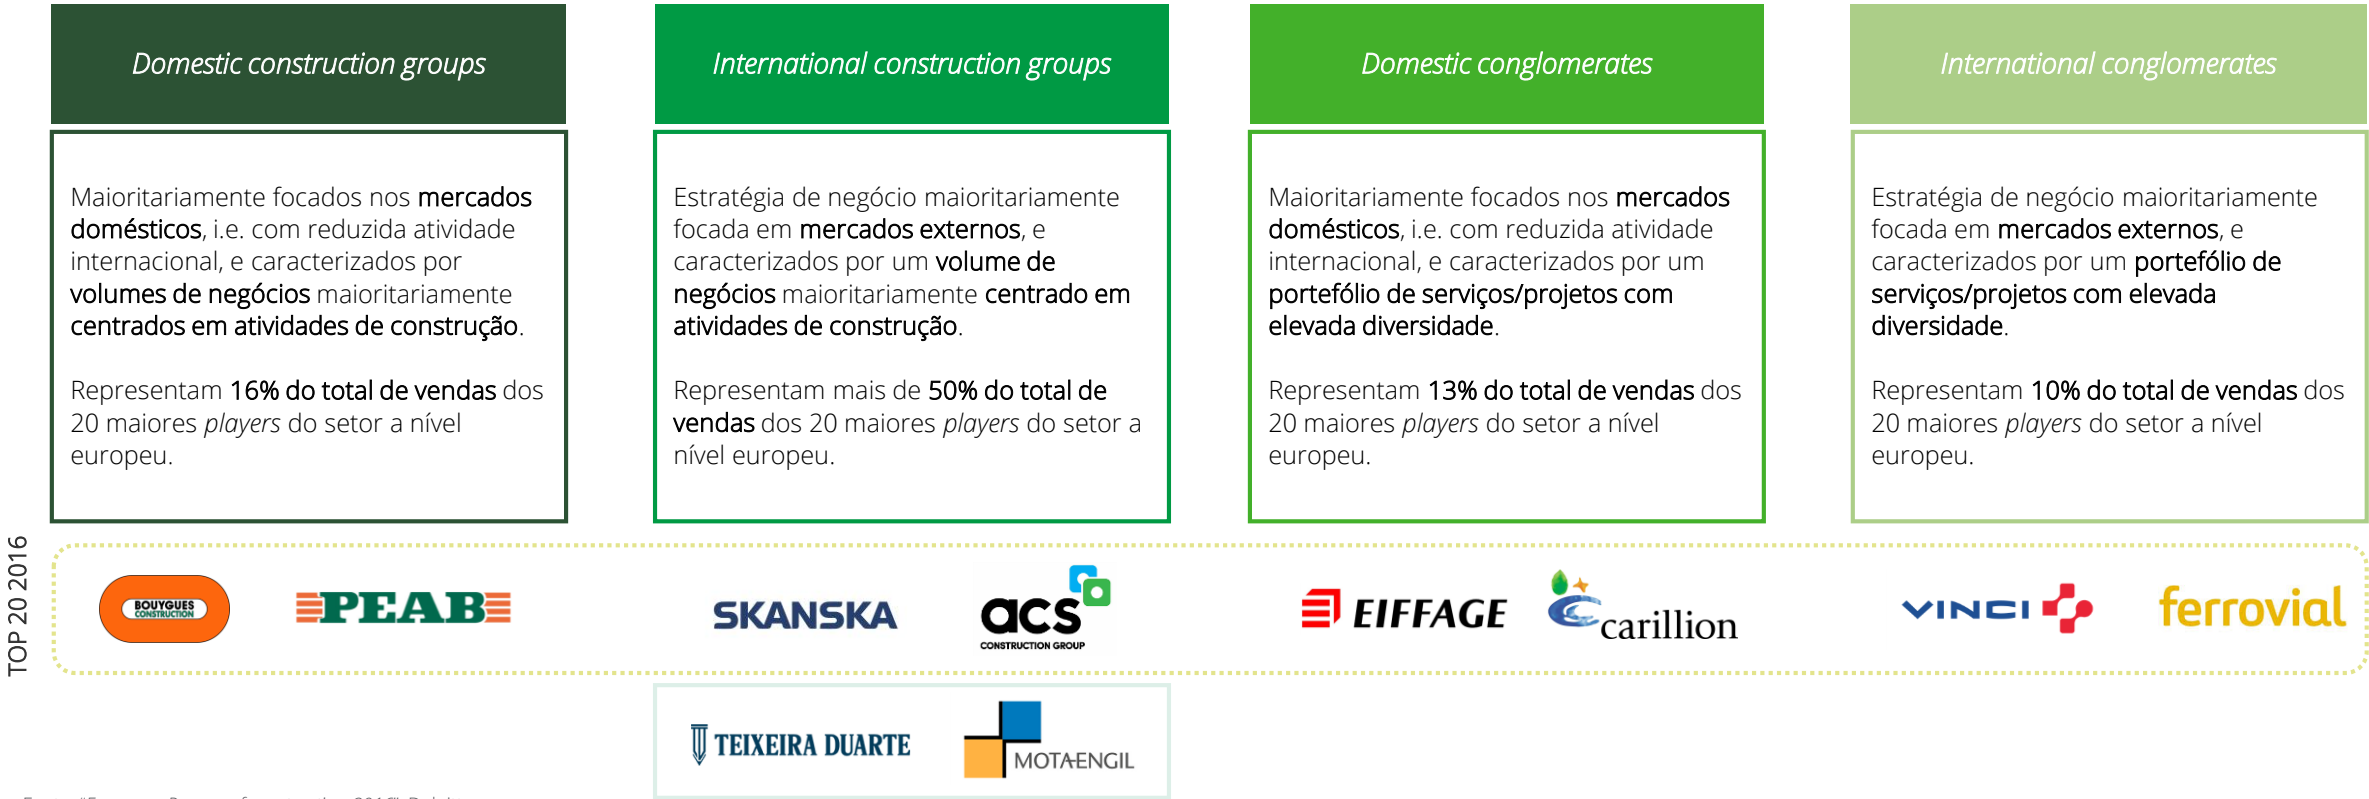 Domestic construction groups
Maioritariamente focados nos mercados
domésticos, i.e. com reduzida atividade
internacional, e caracterizados por
volumes de negócios maioritariamente
centrados em atividades de construção.
Representam 16% do total de vendas dos
20 maiores players do setor a nível
europeu.
International construction groups
Estratégia de negócio maioritariamente
focada em mercados externos, e
caracterizados por um volume de
negócios maioritariamente centrado em
atividades de construção.
Representam mais de 50% do total de
vendas dos 20 maiores players do setor a
nível europeu.
Domestic conglomerates
Maioritariamente focados nos mercados
domésticos, i.e. com reduzida atividade
internacional, e caracterizados por um
portefólio de serviços/projetos com
elevada diversidade.
Representam 13% do total de vendas dos
20 maiores players do setor a nível
europeu.
International conglomerates
Estratégia de negócio maioritariamente
focada em mercados externos, e
caracterizados por um portefólio de
serviços/projetos com elevada
diversidade.
Representam 10% do total de vendas dos
20 maiores players do setor a nível
europeu.
TOP 20 2016
BOUYGUES
CONSTRUCTION
PEAB
SKANSKA
acs
CONSTRUCTION GROUP
EIFFAGE
carillion
VINCI
ferrovial
TEIXEIRA DUARTE
MOTA-ENGIL